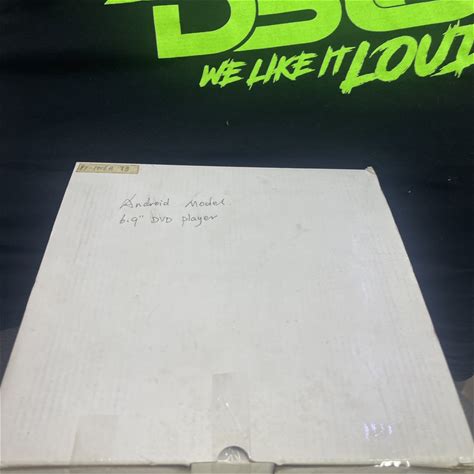 DS
WE LIKE IT LOUD
Android Model
6.9" DVD player